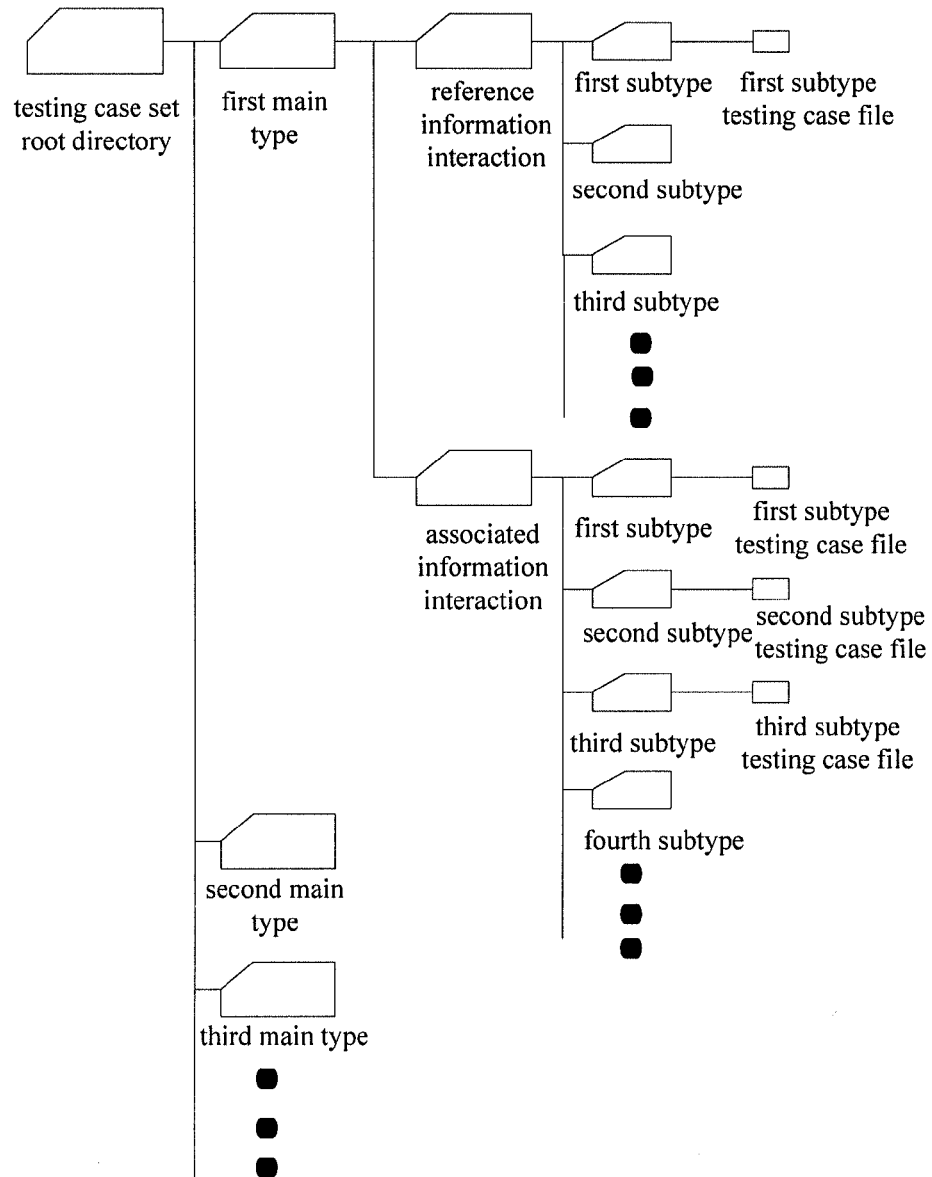 testing case set
root directory
first main
type
reference
information
interaction
first subtype
first subtype
testing case file
second subtype
third subtype
associated
information
interaction
first subtype
first subtype
testing case file
second subtype
second subtype
testing case file
third subtype
third subtype
testing case file
fourth subtype
second main
type
third main type